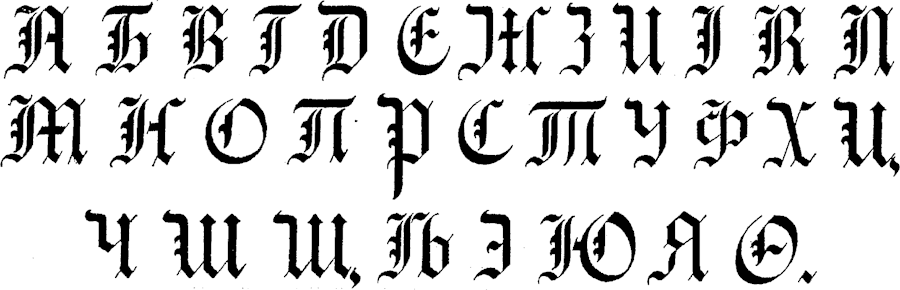 А Б В Г Д Е Ж З И І К Л
М Н О П Р С Т У Ф Х Ц
Ч Ш Щ Ѣ Э Ю Я Ѳ.